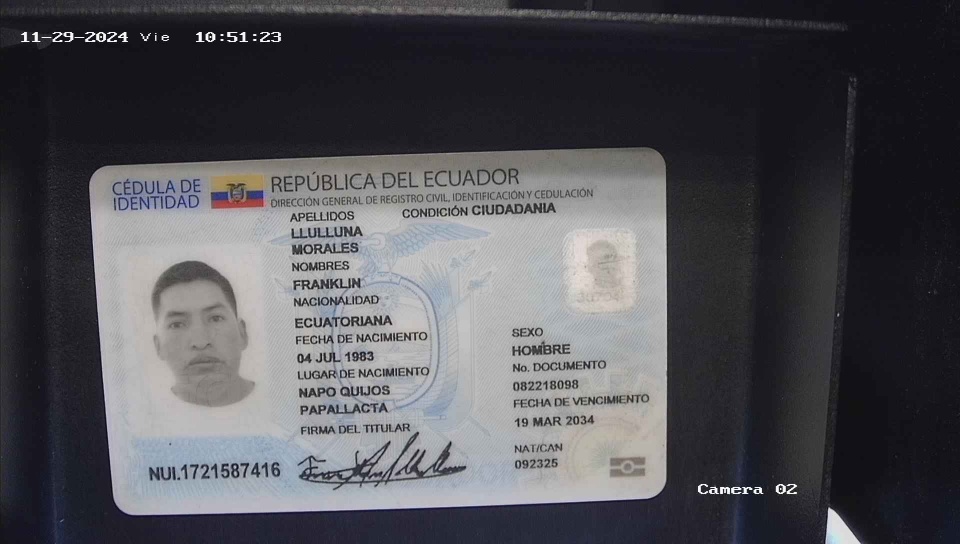 11-29-2024 Vie 10:51:23
CÉDULA DE
IDENTIDAD
REPÚBLICA DEL ECUADOR
DIRECCIÓN GENERAL DE REGISTRO CIVIL, IDENTIFICACIÓN Y CEDULACIÓN
APELLIDOS
CONDICIÓN CIUDADANIA
LLULLUNA
MORALES
NOMBRES
FRANKLIN
NACIONALIDAD
ECUATORIANA
FECHA DE NACIMIENTO
04 JUL 1983
LUGAR DE NACIMIENTO
NAPO QUIJOS
PAPALLACTA
FIRMA DEL TITULAR
SEXO
HOMBRE
No. DOCUMENTO
082218098
FECHA DE VENCIMIENTO
19 MAR 2034
NAT/CAN
092325
NUI.1721587416
Camera 02